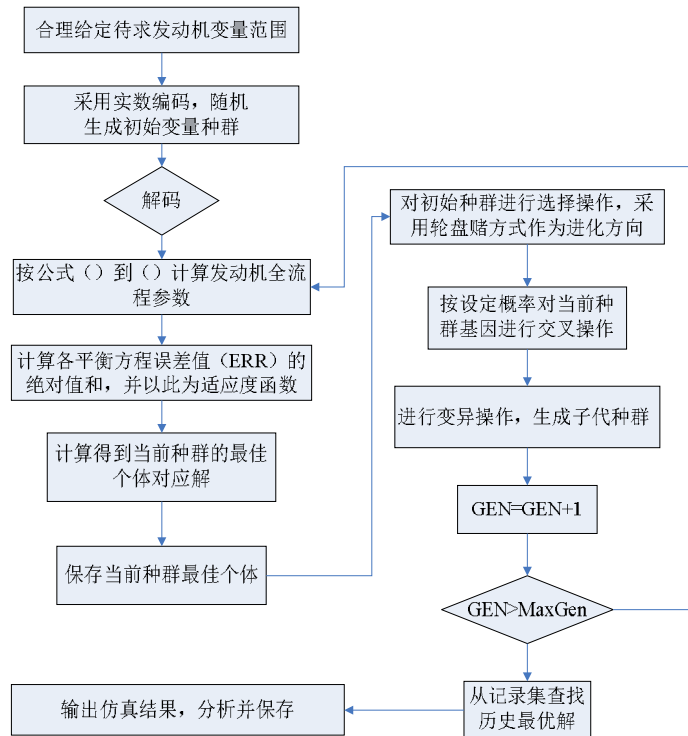 合理给定待求发动机变量范围
采用实数编码，随机
生成初始变量种群
解码
按公式（）到（）计算发动机全流
程参数
计算各平衡方程误差值（ERR）的
绝对值和，并以此为适应度函数
计算得到当前种群的最佳
个体对应解
保存当前种群最佳个体
对初始种群进行选择操作，采
用轮盘赌方式作为进化方向
按设定概率对当前种
群基因进行交叉操作
进行变异操作，生成子代种群
GEN=GEN+1
GEN>MaxGen
从记录集查找
历史最优解
输出仿真结果，分析并保存